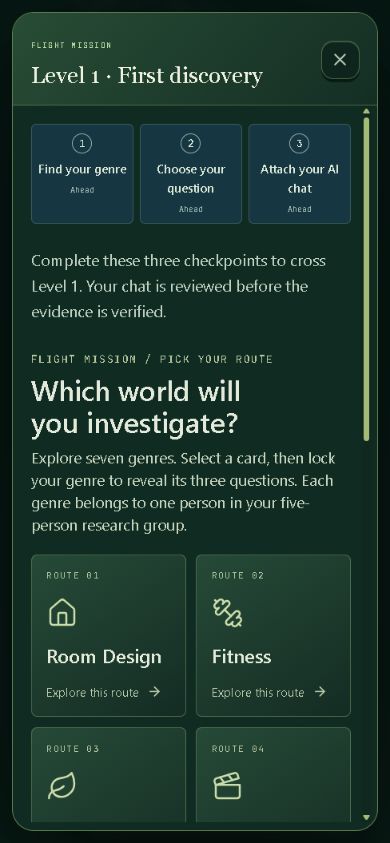 FLIGHT MISSION
Level 1 · First discovery
1
Find your genre
Ahead
2
Choose your
question
Ahead
3
Attach your AI
chat
Ahead
Complete these three checkpoints to cross
Level 1. Your chat is reviewed before the
evidence is verified.
FLIGHT MISSION / PICK YOUR ROUTE
Which world will
you investigate?
Explore seven genres. Select a card, then lock
your genre to reveal its three questions. Each
genre belongs to one person in your five-
person research group.
ROUTE 01
Room Design
Explore this route →
ROUTE 02
Fitness
Explore this route →
ROUTE 03
ROUTE 04